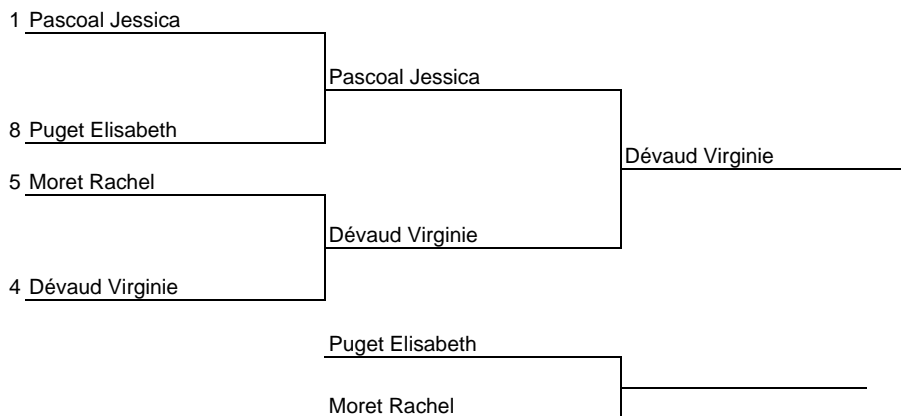 1 Pascoal Jessica
Pascoal Jessica
8 Puget Elisabeth
Dévaud Virginie
5 Moret Rachel
Dévaud Virginie
4 Dévaud Virginie
Puget Elisabeth
Moret Rachel